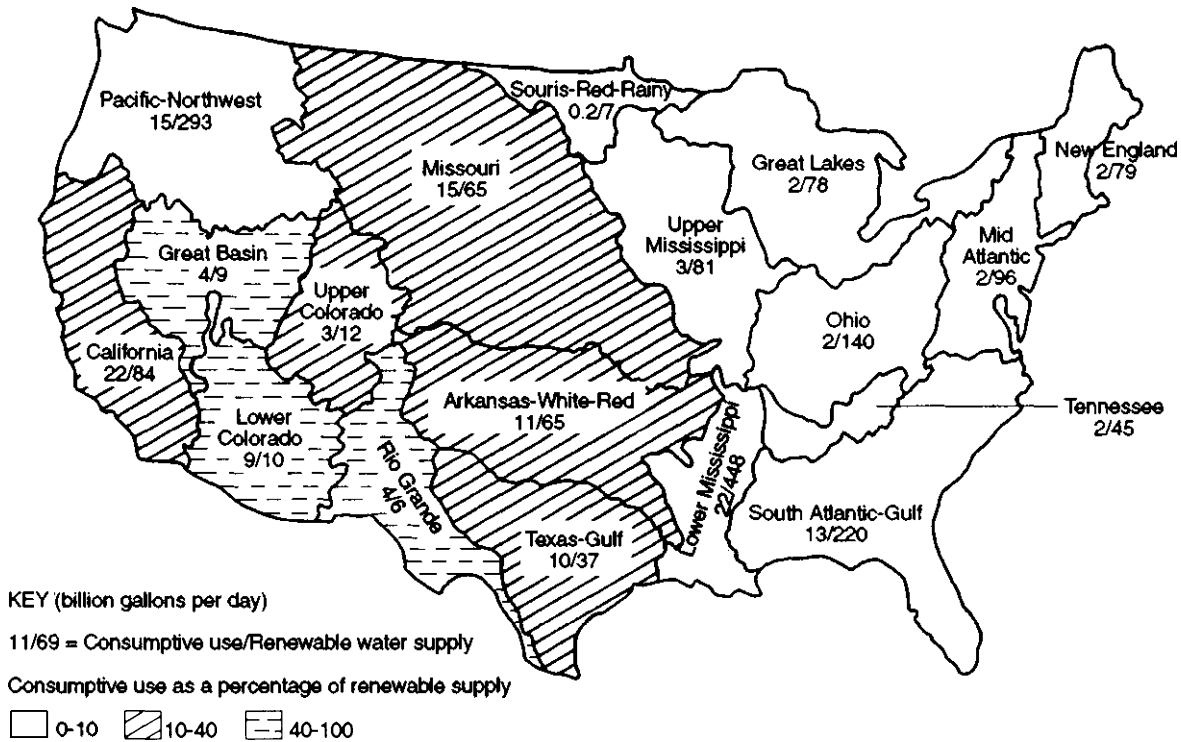 Pacific-Northwest
15/293
Souris-Red-Rainy
0.2/7
Missouri
15/65
Great Lakes
2/78
New England
2/79
Upper
Mississippi
3/81
Mid
Atlantic
2/96
Great Basin
4/9
Upper
Colorado
3/12
Ohio
2/140
California
22/84
Lower
Colorado
9/10
Arkansas-White-Red
11/65
Tennessee
2/45
Rio Grande
4/6
Lower Mississippi
22/448
Texas-Gulf
10/37
South Atlantic-Gulf
13/220
KEY (billion gallons per day)
11/69 = Consumptive use/Renewable water supply
Consumptive use as a percentage of renewable supply
0-10 10-40 40-100